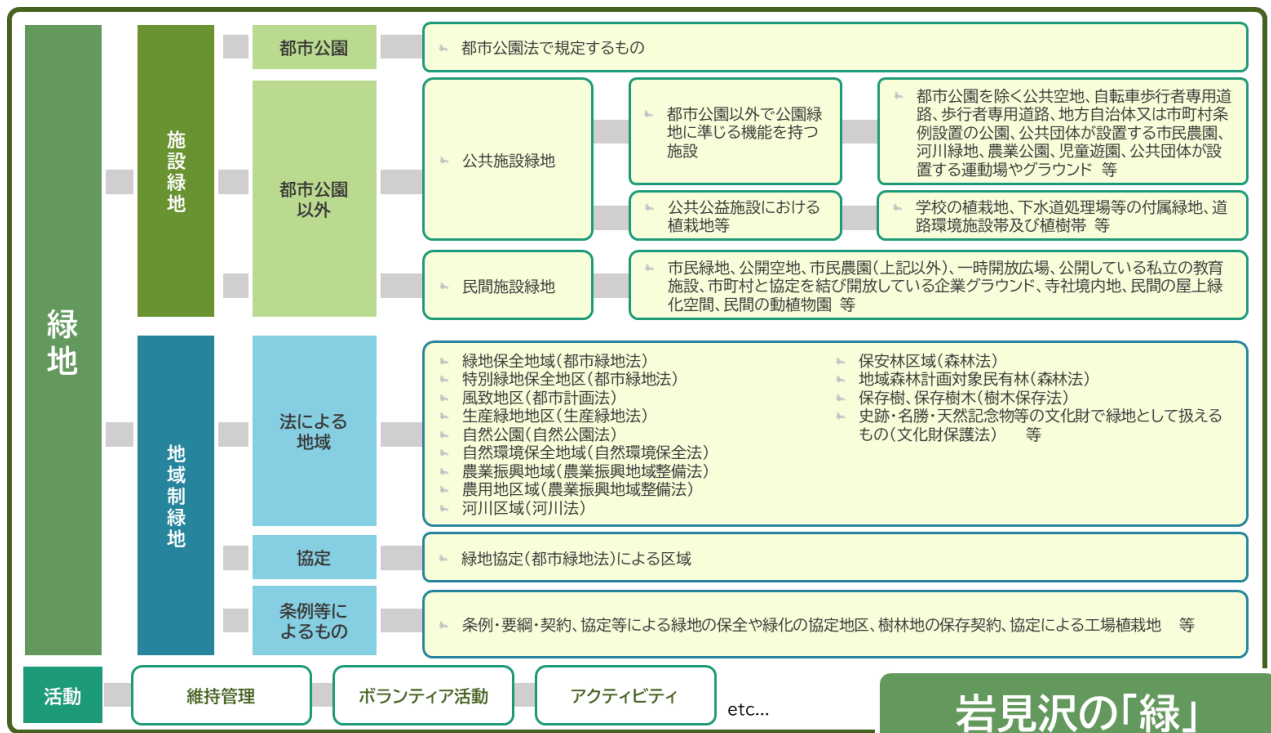 緑地
施設緑地
都市公園
都市公園法で規定するもの
都市公園
以外
公共施設緑地
都市公園以外で公園緑
地に準じる機能を持つ
施設
都市公園を除く公共空地、自転車歩行者専用道
路、歩行者専用道路、地方自治体又は市町村条
例設置の公園、公共団体が設置する市民農園、
河川緑地、農業公園、児童遊園、公共団体が設
置する運動場やグラウンド 等
公共公益施設における
植栽地等
学校の植栽地、下水道処理場等の付属緑地、道
路環境施設帯及び植樹帯 等
民間施設緑地
市民緑地、公開空地、市民農園(上記以外)、一時開放広場、公開している私立の教育
施設、市町村と協定を結び開放している企業グラウンド、寺社境内地、民間の屋上緑
化空間、民間の動植物園 等
地域制緑地
法による
地域
緑地保全地域(都市緑地法)
特別緑地保全地区(都市緑地法)
風致地区(都市計画法)
生産緑地地区(生産緑地法)
自然公園(自然公園法)
自然環境保全地域(自然環境保全法)
農業振興地域(農業振興地域整備法)
農用地区域(農業振興地域整備法)
河川区域(河川法)
保安林区域(森林法)
地域森林計画対象民有林(森林法)
保存樹、保存樹木(樹木保存法)
史跡・名勝・天然記念物等の文化財で緑地として扱える
もの(文化財保護法) 等
協定
緑地協定(都市緑地法)による区域
条例等に
よるもの
条例・要綱・契約、協定等による緑地の保全や緑化の協定地区、樹林地の保存契約、協定による工場植栽地 等
活動
維持管理
ボランティア活動
アクティビティ
etc…
岩見沢の「緑」